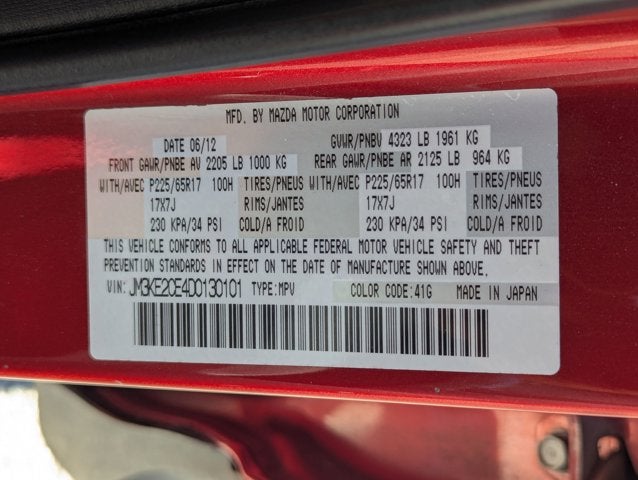 MFD. BY MAZDA MOTOR CORPORATION
DATE 06/12 GVWR/PNBV 4323 LB 1961 KG
FRONT GAWR/PNBE AV 2205 LB 1000 KG REAR GAWR/PNBE AR 2125 LB 964 KG
WITH/AVEC P225/65R17 100H TIRES/PNEUS WITH/AVEC P225/65R17 100H TIRES/PNEUS
17X7J RIMS/JANTES 17X7J RIMS/JANTES
230 KPA/34 PSI COLD/A FROID 230 KPA/34 PSI COLD/A FROID
THIS VEHICLE CONFORMS TO ALL APPLICABLE FEDERAL MOTOR VEHICLE SAFETY AND THEFT
PREVENTION STANDARDS IN EFFECT ON THE DATE OF MANUFACTURE SHOWN ABOVE.
VIN: JM3KE2CE4D0130101 TYPE:MPV COLOR CODE:41G MADE IN JAPAN